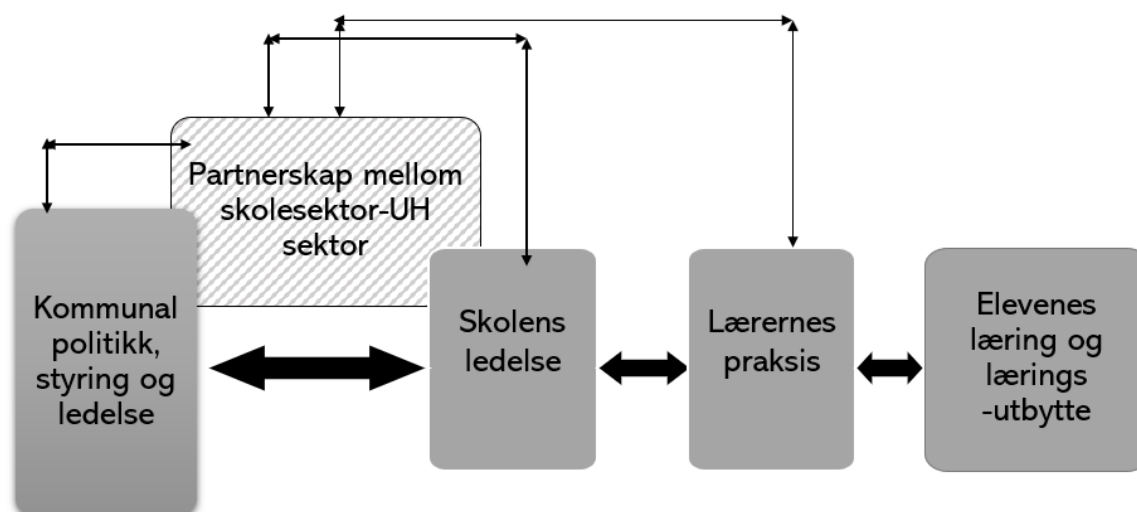 Partnerskap mellom
skolesektor-UH
sektor
Kommunal
politikk,
styring og
ledelse
Skolens
ledelse
Lærernes
praksis
Elevenes
læring og
lærings
-utbytte